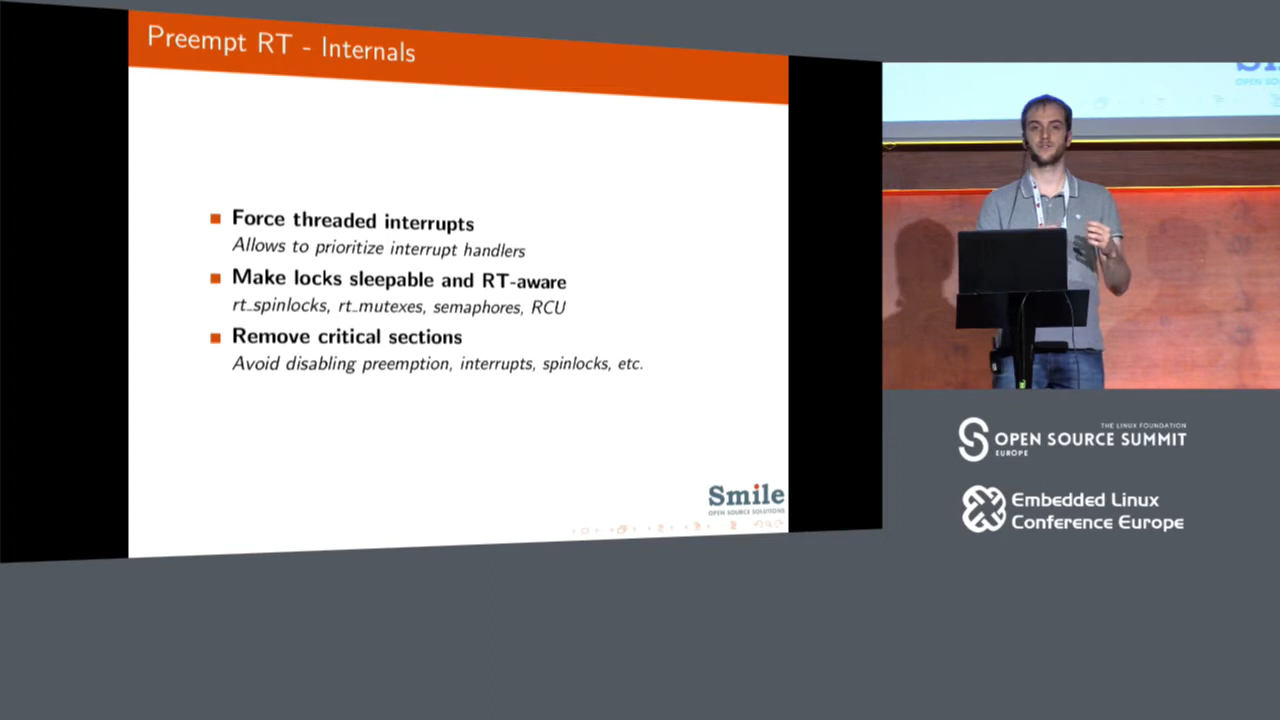 Preempt RT - Internals
Force threaded interrupts
Allows to prioritize interrupt handlers
Make locks sleepable and RT-aware
rt_spinlocks, rt_mutexes, semaphores, RCU
Remove critical sections
Avoid disabling preemption, interrupts, spinlocks, etc.
Smile
OPEN SOURCE SOLUTIONS
THE LINUX FOUNDATION
OPEN SOURCE SUMMIT
EUROPE
Embedded Linux
Conference Europe